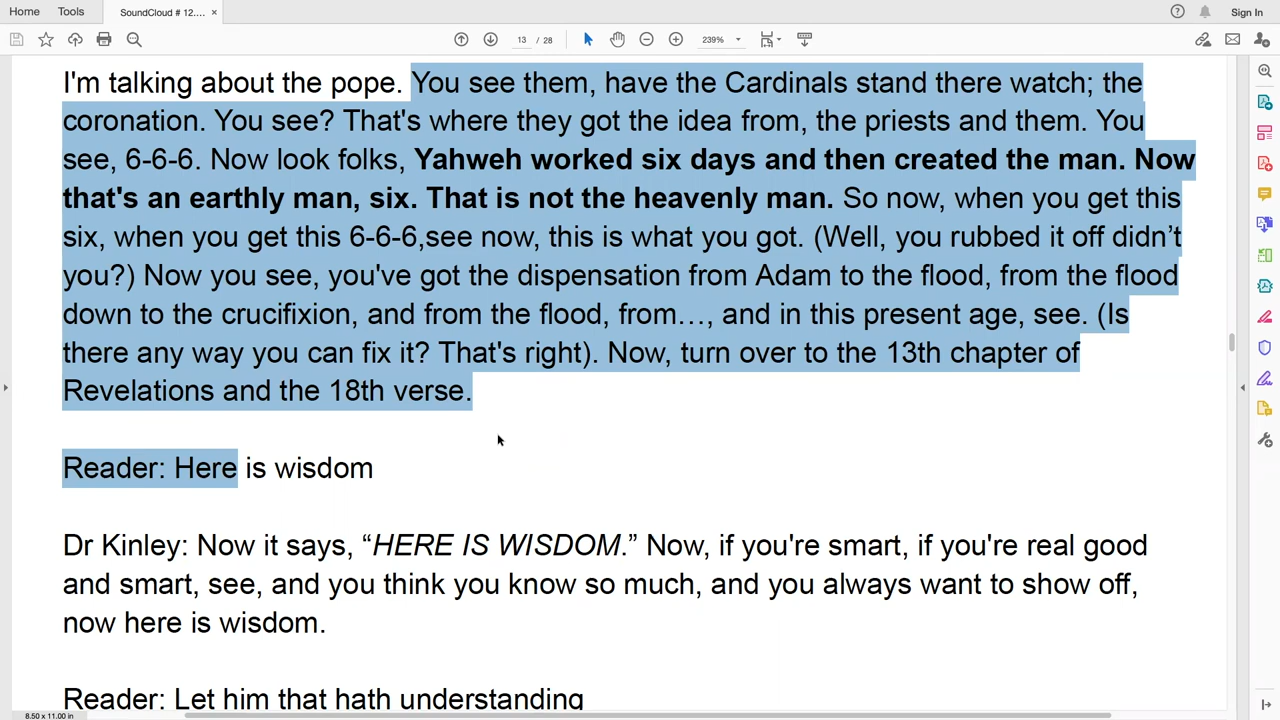 Home Tools SoundCloud # 12.... × Sign In
13 / 28 239%
I'm talking about the pope. You see them, have the Cardinals stand there watch; the
coronation. You see? That's where they got the idea from, the priests and them. You
see, 6-6-6. Now look folks, Yahweh worked six days and then created the man. Now
that's an earthly man, six. That is not the heavenly man. So now, when you get this
six, when you get this 6-6-6,see now, this is what you got. (Well, you rubbed it off didn’t
you?) Now you see, you've got the dispensation from Adam to the flood, from the flood
down to the crucifixion, and from the flood, from…, and in this present age, see. (Is
there any way you can fix it? That's right). Now, turn over to the 13th chapter of
Revelations and the 18th verse.
Reader: Here is wisdom
Dr Kinley: Now it says, “HERE IS WISDOM.” Now, if you're smart, if you're real good
and smart, see, and you think you know so much, and you always want to show off,
now here is wisdom.
Reader: Let him that hath understanding
8.50 x 11.00 in